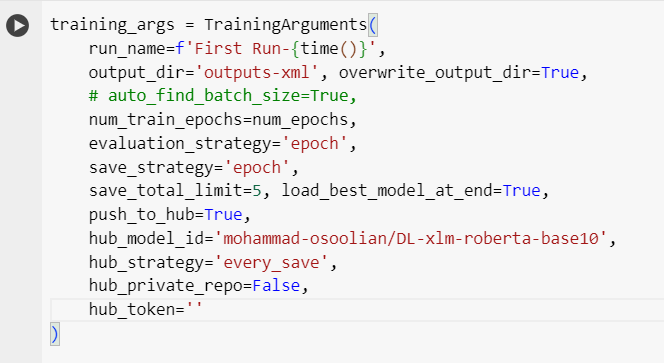 training_args = TrainingArguments(
run_name=f'First Run-{time()}',
output_dir='outputs-xml', overwrite_output_dir=True,
# auto_find_batch_size=True,
num_train_epochs=num_epochs,
evaluation_strategy='epoch',
save_strategy='epoch',
save_total_limit=5, load_best_model_at_end=True,
push_to_hub=True,
hub_model_id='mohammad-osoolian/DL-xlm-roberta-base10',
hub_strategy='every_save',
hub_private_repo=False,
hub_token=''
)